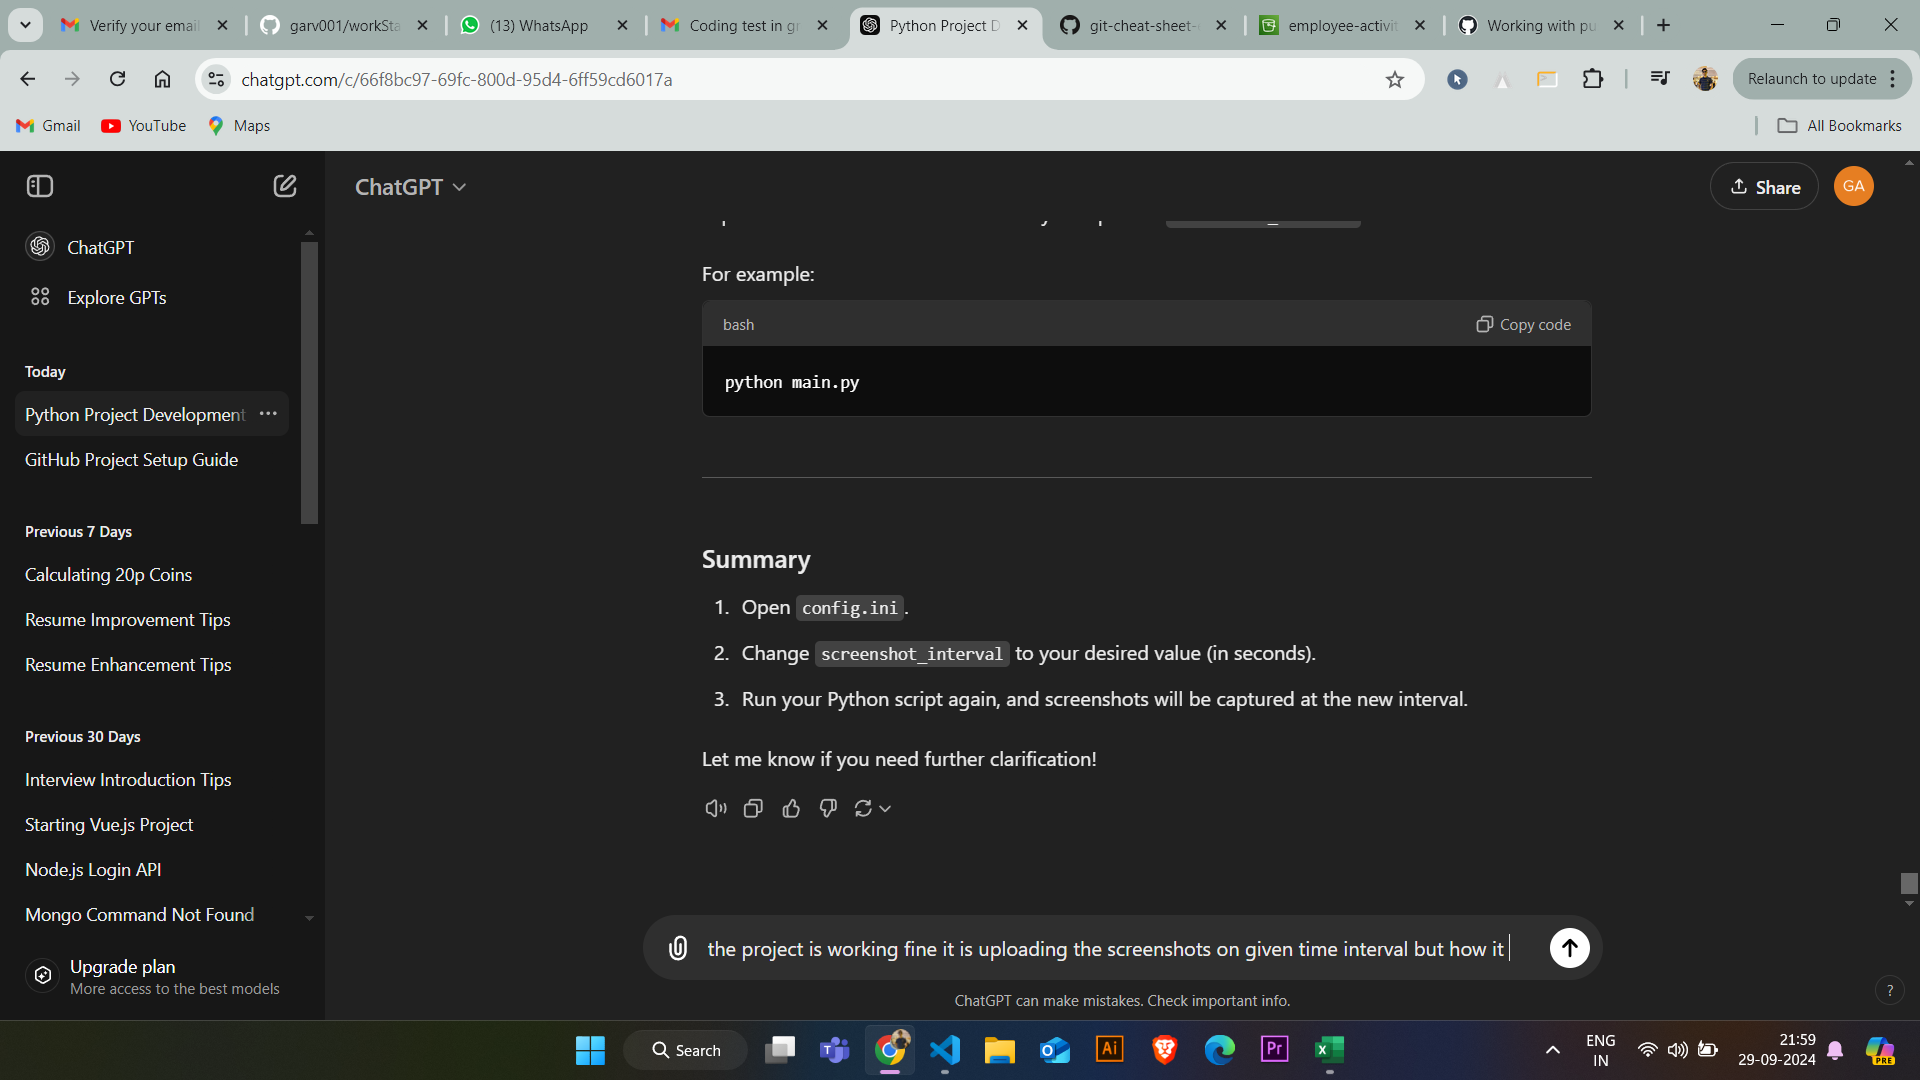 Verify your email
garv001/workSta
(13) WhatsApp
Coding test in gr
Python Project D
git-cheat-sheet-
employee-activit
Working with pu
chatgpt.com/c/66f8bc97-69fc-800d-95d4-6ff59cd6017a
Relaunch to update
Gmail
YouTube
Maps
All Bookmarks
ChatGPT
Share
GA
ChatGPT
Explore GPTs
Today
Python Project Development
GitHub Project Setup Guide
Previous 7 Days
Calculating 20p Coins
Resume Improvement Tips
Resume Enhancement Tips
Previous 30 Days
Interview Introduction Tips
Starting Vue.js Project
Node.js Login API
Mongo Command Not Found
Upgrade plan
More access to the best models
For example:
bash
Copy code
python main.py
Summary
1. Open config.ini.
2. Change screenshot_interval to your desired value (in seconds).
3. Run your Python script again, and screenshots will be captured at the new interval.
Let me know if you need further clarification!
the project is working fine it is uploading the screenshots on given time interval but how it
ChatGPT can make mistakes. Check important info.
?
Search
Ai
Pr
PRE
ENG
IN
21:59
29-09-2024